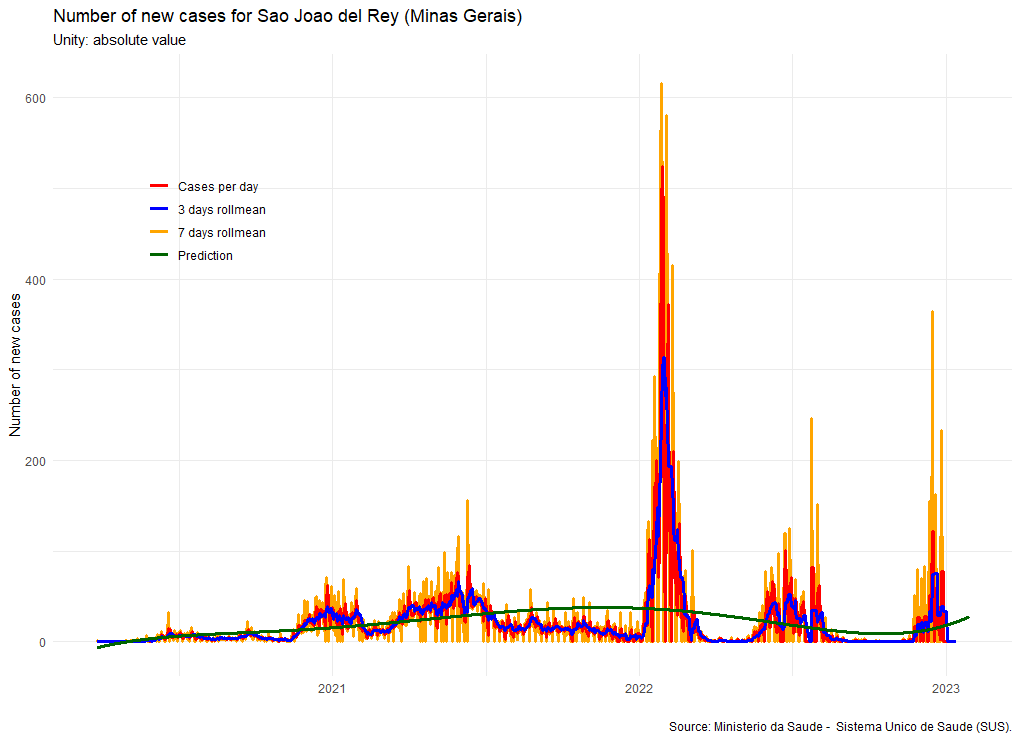 Number of new cases for Sao Joao del Rey (Minas Gerais)
Unity: absolute value
600
400
200
0
Number of new cases
Cases per day
3 days rollmean
7 days rollmean
Prediction
2021
2022
2023
Source: Ministerio da Saude -  Sistema Unico de Saude (SUS).